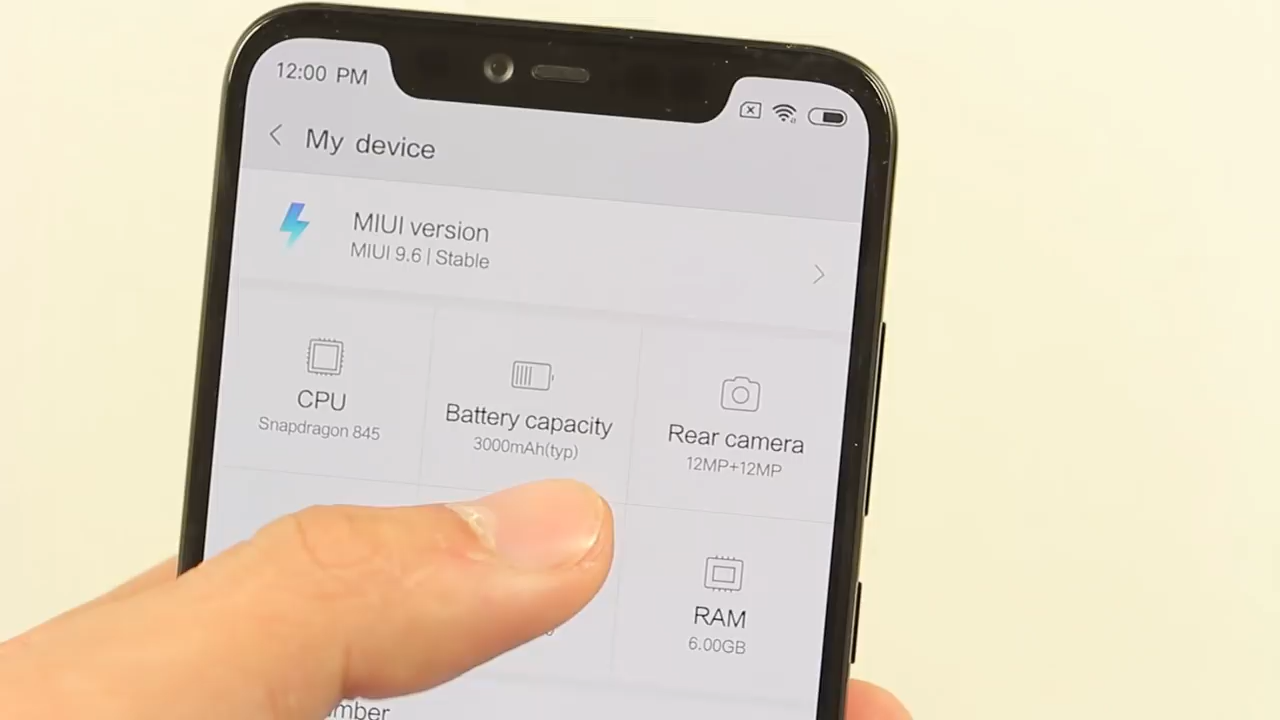 12:00 PM
My device
MIUI version
MIUI 9.6 | Stable
CPU
Snapdragon 845
Battery capacity
3000mAh(typ)
Rear camera
12MP+12MP
RAM
6.00GB